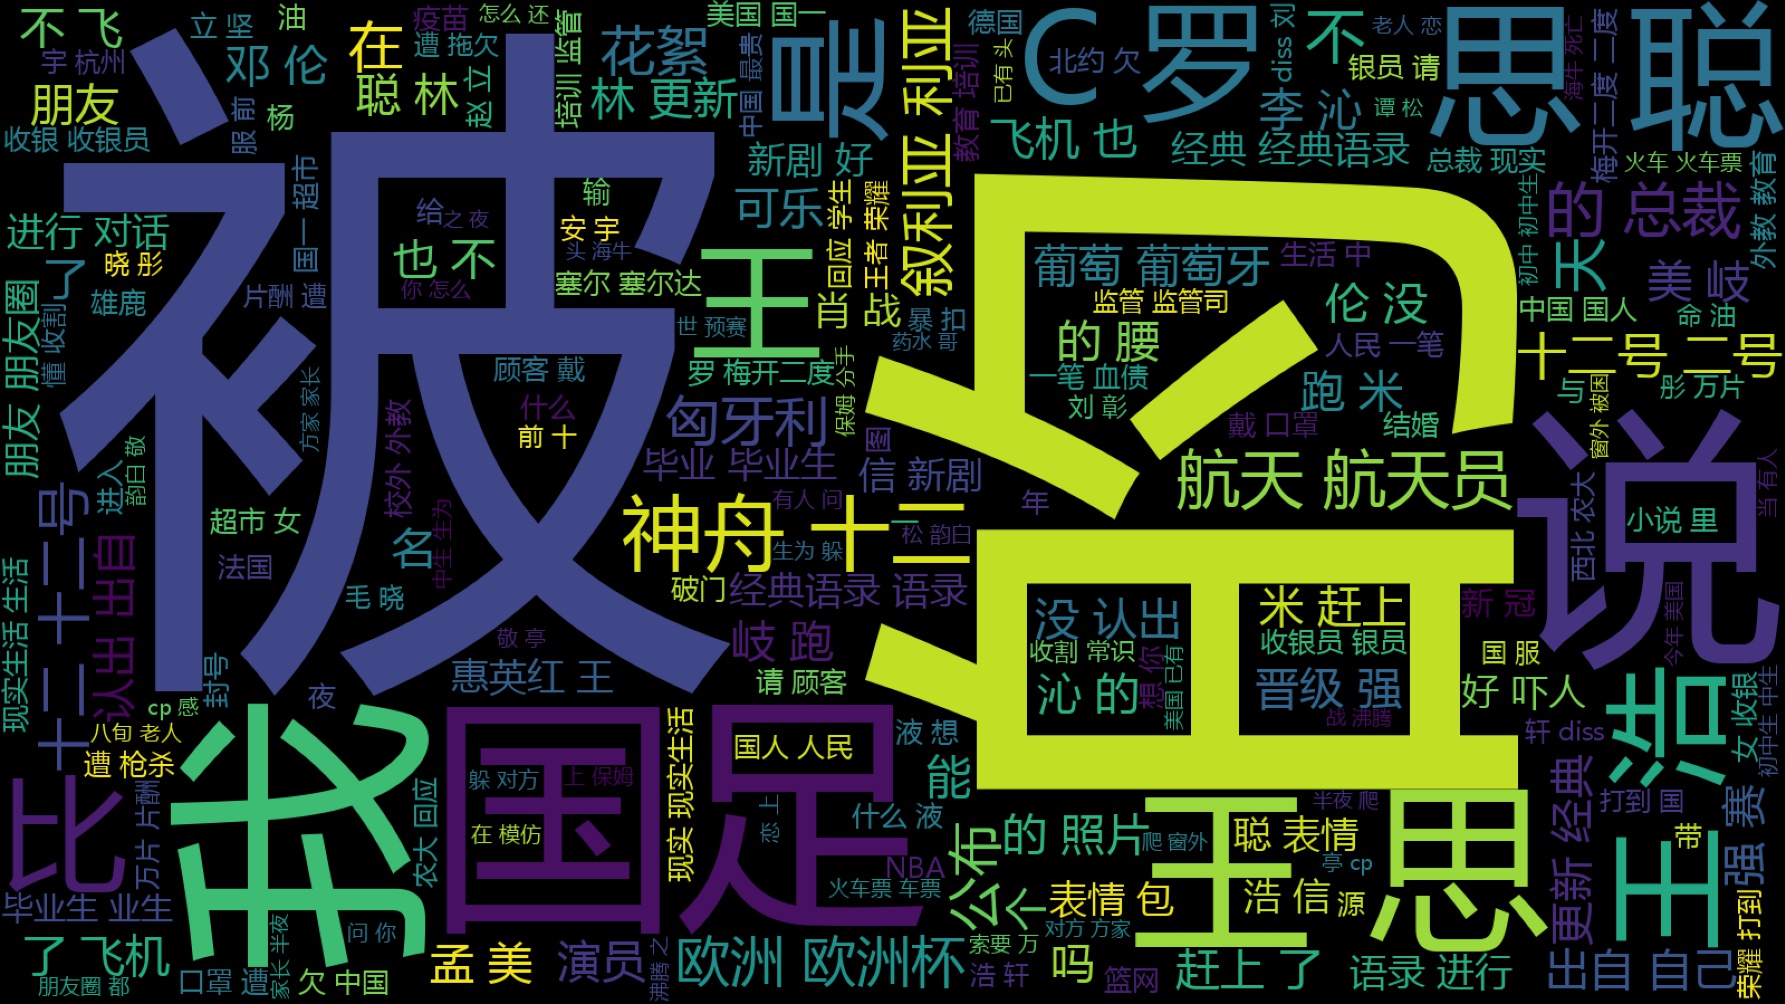 不 飞
立 坚
油
疫苗
怎么 还
美国 国一
德国
C 罗
不
老人 恋
思聪
宇 杭州
邓 伦
在
遭 拖欠
培训 监管
花絮
中国 最贵
是
叙利亚 利亚
教育 培训
已有 头
北约 欠
diss 刘
银员 请
海牛 死亡
梅开二度 二度
朋友
服 前
杨
聪 林
赵 立
林 更新
李 沁
谭 松
收银 收银员
新剧 好
飞机 也
经典 经典语录
总裁 现实
火车 火车票
被
国一 超市
给
之 夜
输
安 宇
可乐
回应 学生
王者 荣耀
初中 初中生
的 总裁
外教 教育
进行 对话
晓 彤
了
也 不
头 海牛
塞尔 塞尔达
王
葡萄 葡萄牙
生活 中
天
美 岐
朋友 朋友圈
懂 收割
雄鹿
片酬 遭
你 怎么
世 预赛
肖 战
暴 扣
药水 哥
监管 监管司
伦 没
中国 国人
命 油
方家 家长
顾客 戴
罗 梅开二度
保姆 分手
的 腰
人民 一笔
十二号 二号
一笔 血债
跑 米
与
彤 万片
校外 外教
什么
前 十
匈牙利
图
刘 彰
戴 口罩
结婚
窗外 被困
进入
韵曰 敬
毕业 毕业生
信 新剧
航天 航天员
说
当 有人
十二 十二号
超市 女
名
中生 生为
神舟 十二
有人 问
年
西北 农大
小说 里
松 韵曰
生为 躲
法国
认出 出自
毛 晓
破门
经典语录 语录
没 认出
米 赶上
新 冠
今年 美国
现实生活 生活
敬 亭
岐 跑
收割 常识
想 你
收银员 银员
国 服
封号
惠英红 王
请 顾客
沁 的
美国 已有
晋级 强
好 吓人
夜
cp 感
八旬 老人
遭 枪杀
我
国足
现实 现实生活
国人 人民
液 想
能
战 沸腾
轩 diss
浩
女 收银
初中生 中生
比
万片 片酬
农大 回应
躲 对方
上 保姆
在 模仿
恋 上
什么 液
公布
个
的 照片
半夜 爬
爬 窗外
王思
聪 表情
亭 cp
更新 经典
打到 国
王
带
强 赛
毕业生 业生
家长 半夜
问 你
NBA
火车票 车票
表情 包
对方 方家
浩 信
源
荣耀 打到
了 飞机
朋友圈 都
口罩 遭
欠 中国
孟 美
演员
沸腾 之
欧洲 欧洲杯
索要 万
浩 轩
吗
篮网
赶上 了
语录 进行
出自 自己